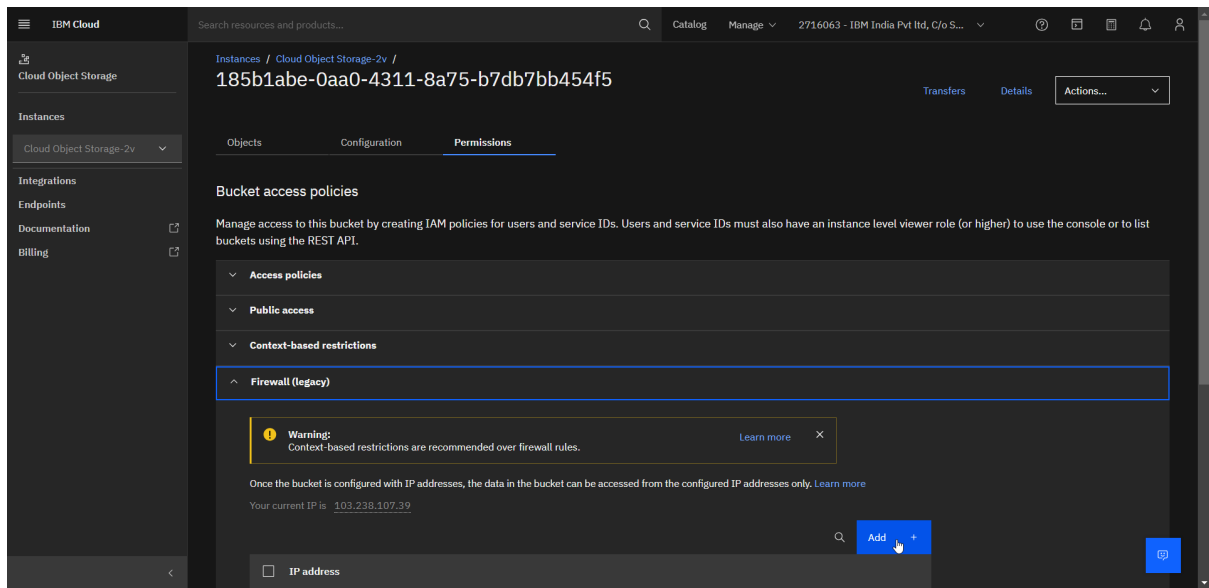 IBM Cloud
Search resources and products...
Catalog
Manage
2716063 - IBM India Pvt ltd, C/o S...
Cloud Object Storage
Instances
Cloud Object Storage-2v
Integrations
Endpoints
Documentation
Billing
Instances / Cloud Object Storage-2v /
185b1abe-0aa0-4311-8a75-b7db7bb454f5
Transfers
Details
Actions...
Objects
Configuration
Permissions
Bucket access policies
Manage access to this bucket by creating IAM policies for users and service IDs. Users and service IDs must also have an instance level viewer role (or higher) to use the console or to list
buckets using the REST API.
Access policies
Public access
Context-based restrictions
Firewall (legacy)
Warning:
Context-based restrictions are recommended over firewall rules.
Learn more
Once the bucket is configured with IP addresses, the data in the bucket can be accessed from the configured IP addresses only. Learn more
Your current IP is 103.238.107.39
Add +
IP address